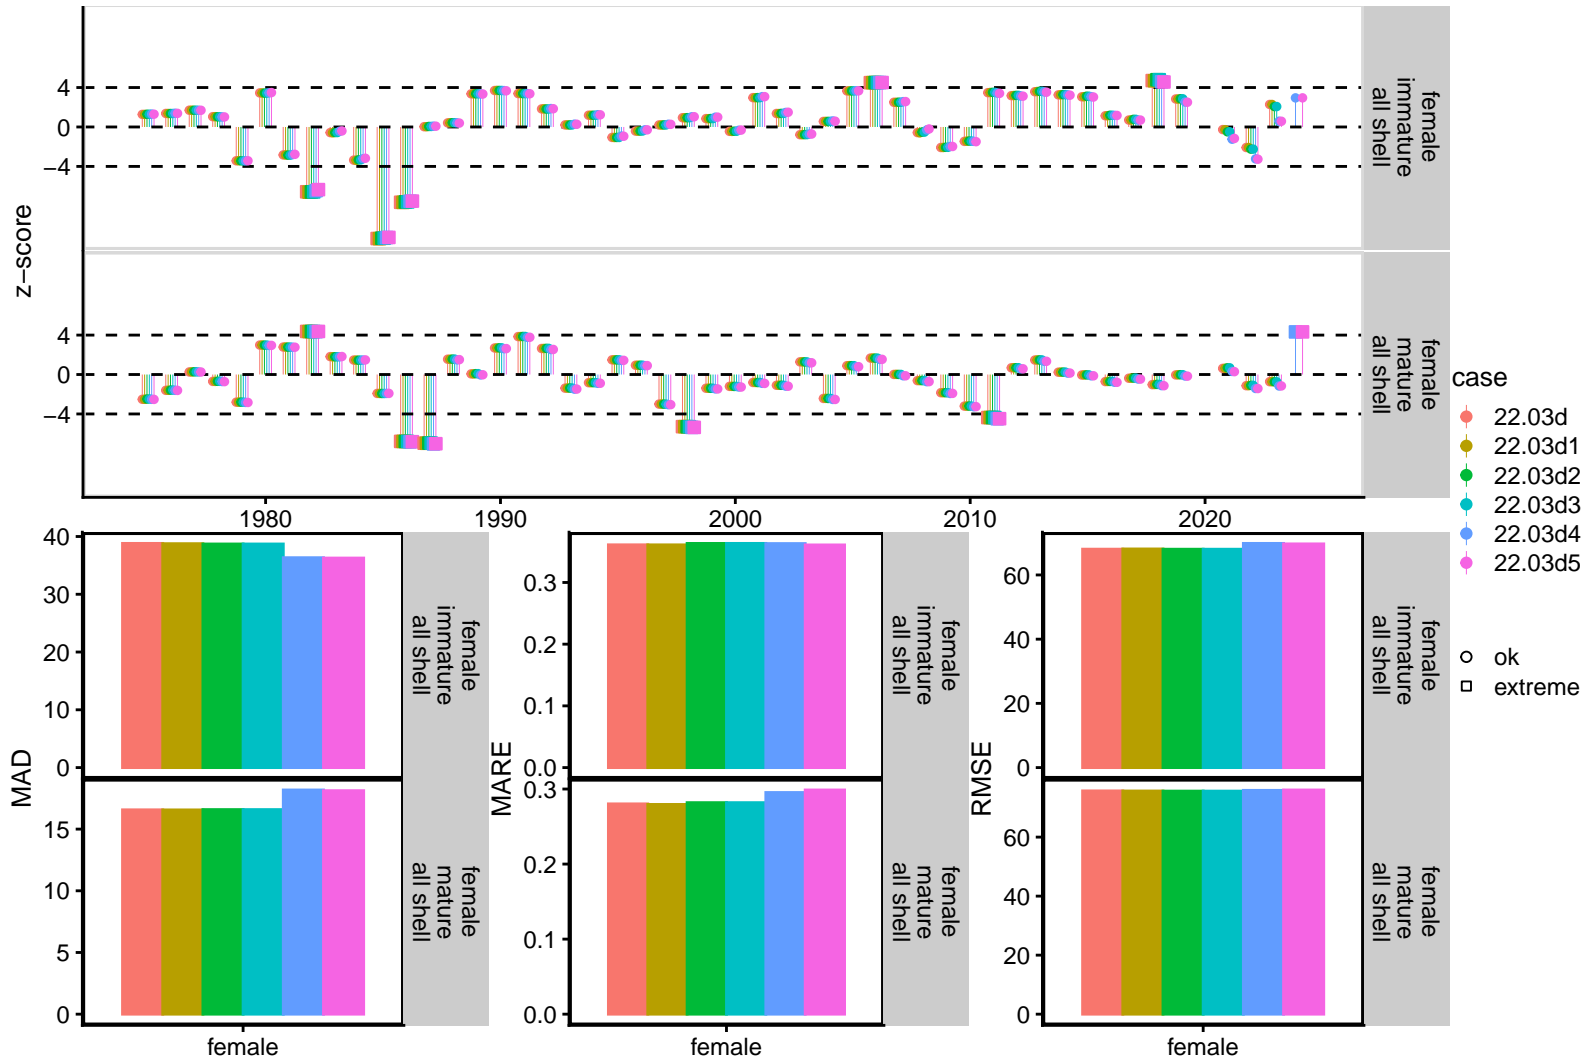 z−score
4
0
−4
female
immature
all shell
4
0
−4
female
mature
all shell
1980
1990
2000
2010
2020
case
22.03d
22.03d1
22.03d2
22.03d3
22.03d4
22.03d5
ok
extreme
MAD
40
30
20
10
0
female
immature
all shell
15
10
5
0
female
mature
all shell
female
MARE
0.3
0.2
0.1
0.0
female
immature
all shell
0.3
0.2
0.1
0.0
female
mature
all shell
female
RMSE
60
40
20
0
female
immature
all shell
60
40
20
0
female
mature
all shell
female